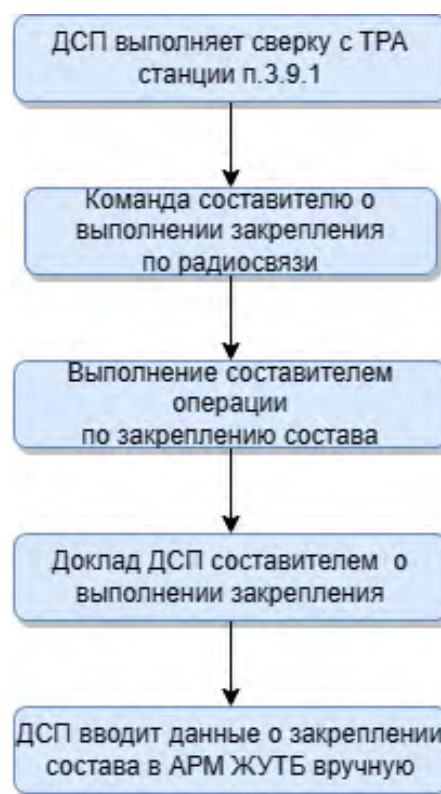 ДСП выполняет сверку с ТРА
станции п.3.9.1
Команда составителю о
выполнении закрепления
по радиосвязи
Выполнение составителем
операции
по закреплению состава
Доклад ДСП составителем о
выполнении закрепления
ДСП вводит данные о закреплении
состава в АРМ ЖУТБ вручную